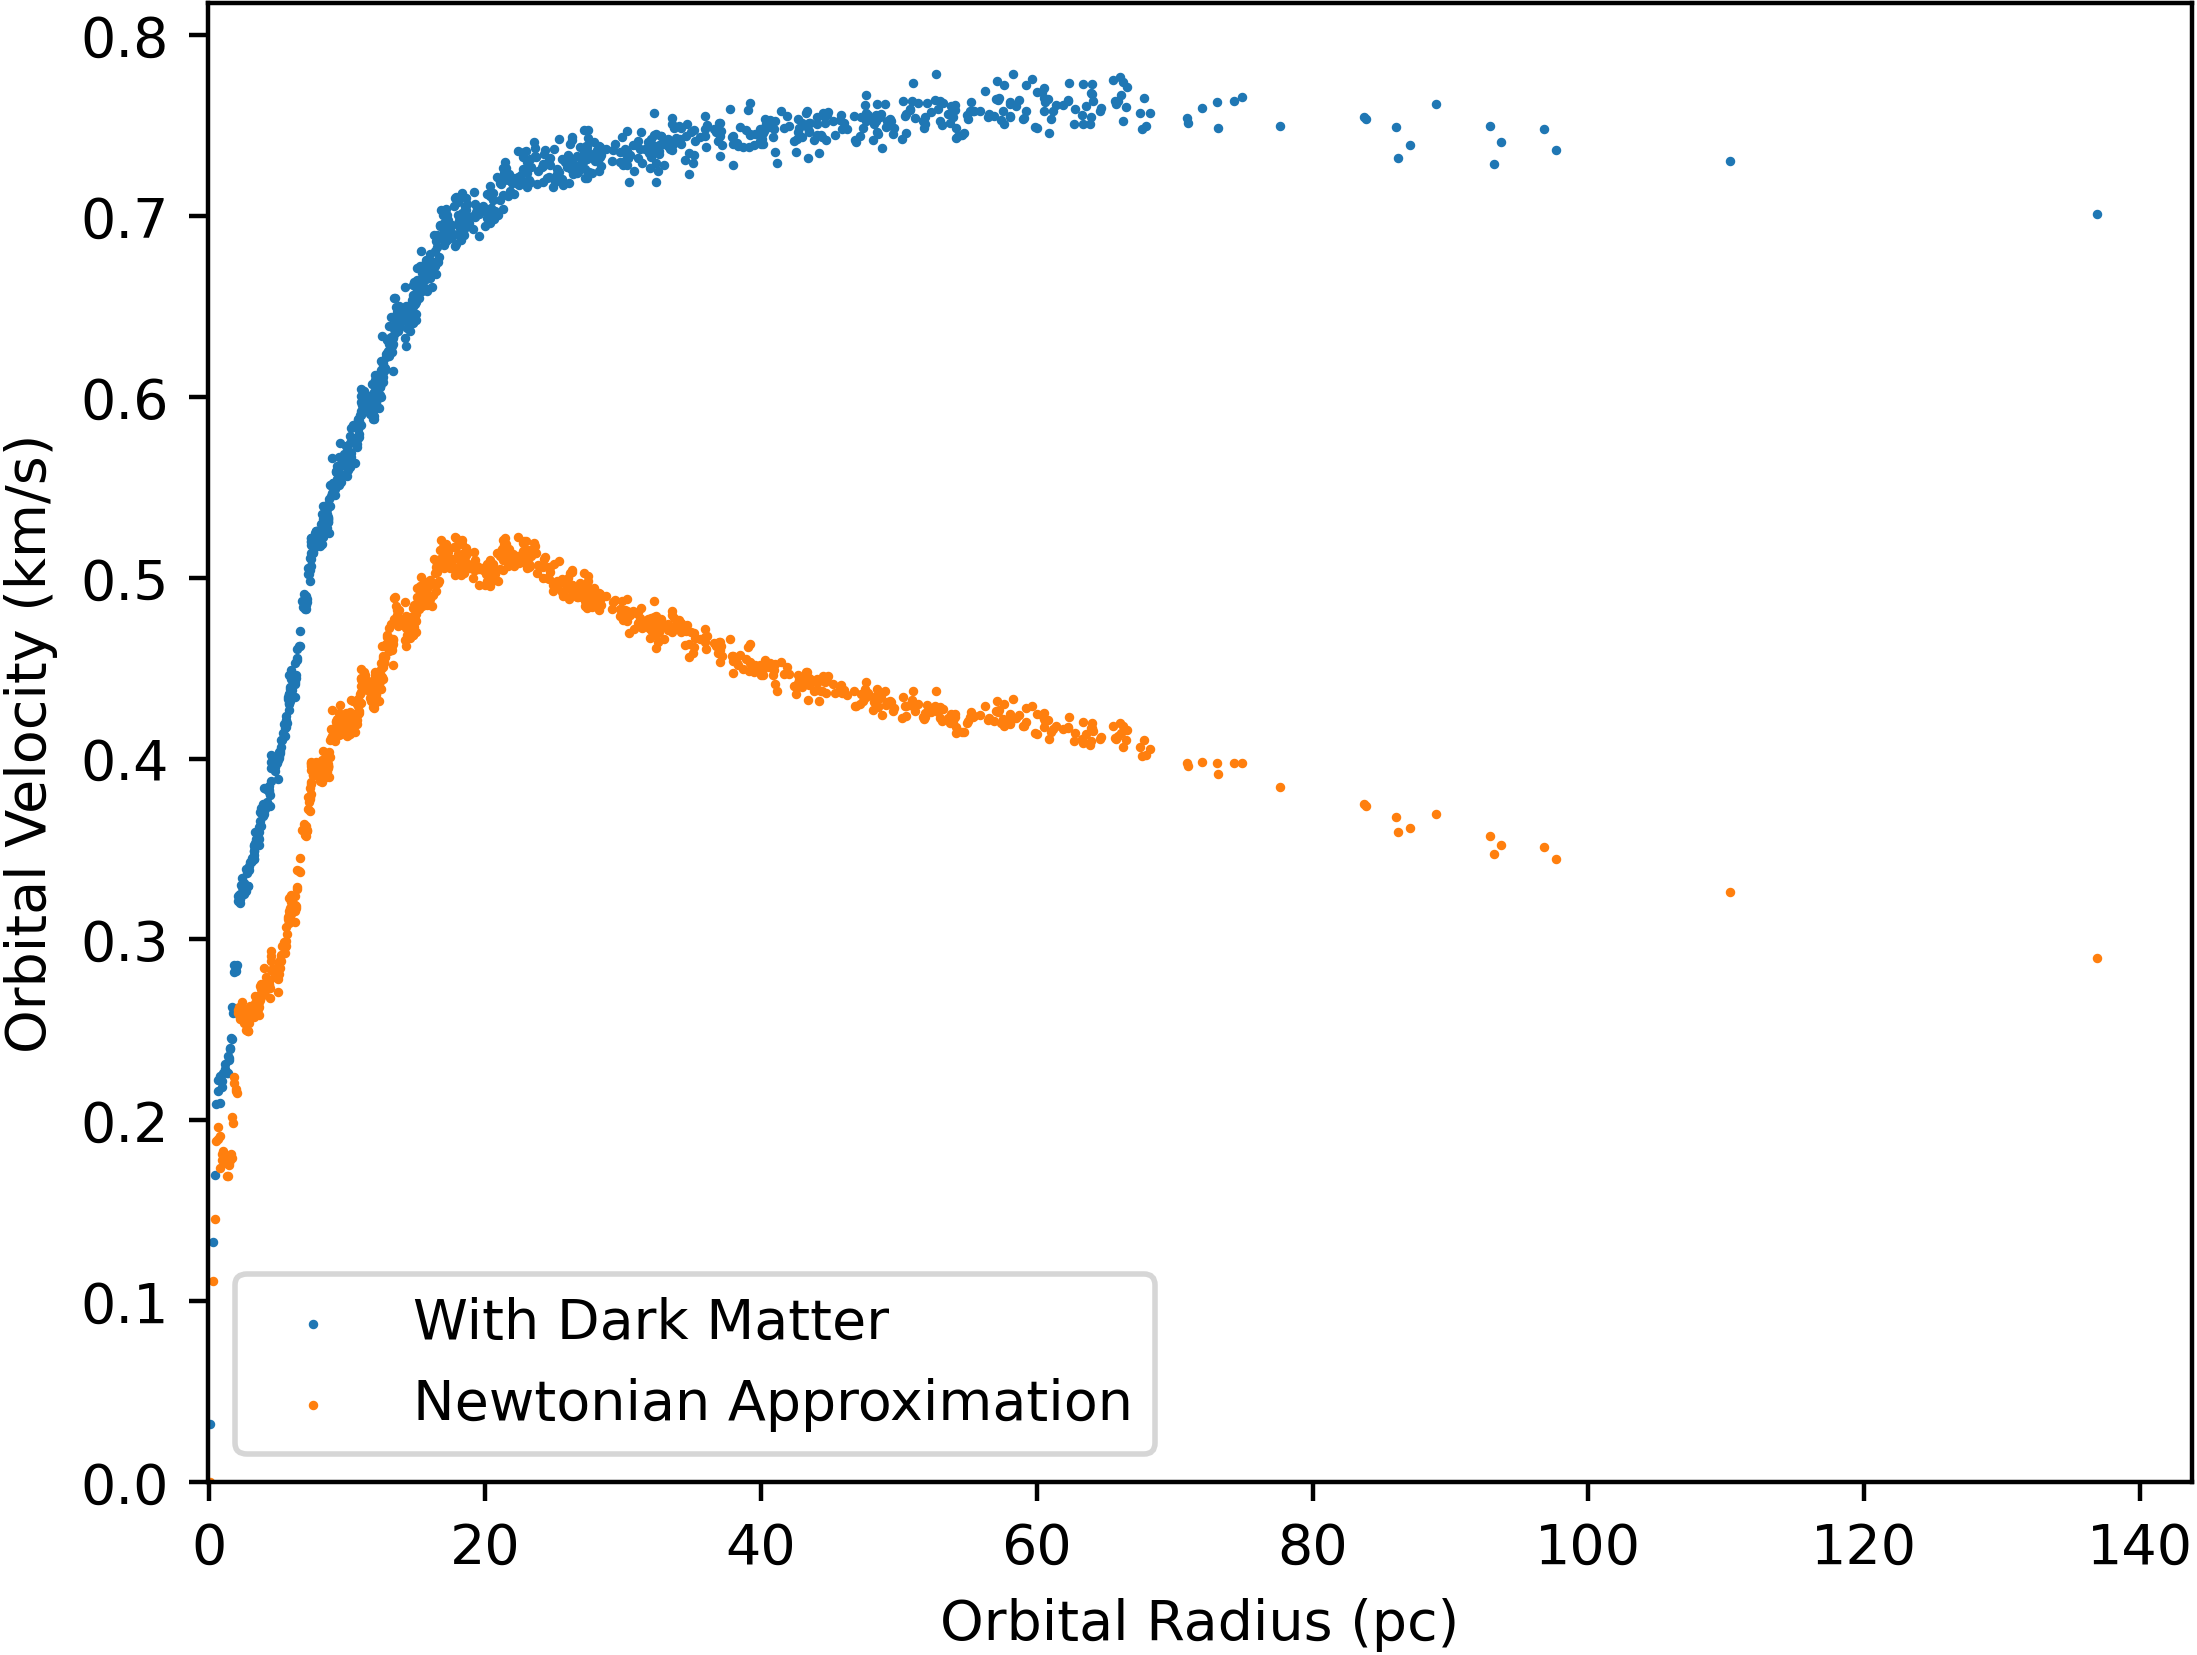 0.8
0.7
0.6
0.5
0.4
0.3
0.2
0.1
0.0
Orbital Velocity (km/s)
With Dark Matter
Newtonian Approximation
0 20 40 60 80 100 120 140
Orbital Radius (pc)